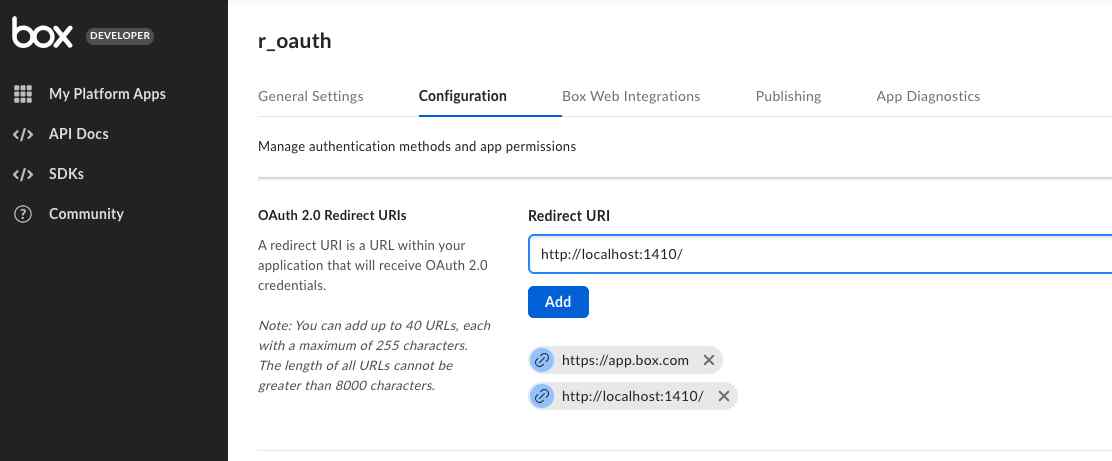 box DEVELOPER
My Platform Apps
API Docs
SDKs
Community
r_oauth
General Settings Configuration Box Web Integrations Publishing App Diagnostics
Manage authentication methods and app permissions
OAuth 2.0 Redirect URIs
A redirect URI is a URL within your
application that will receive OAuth 2.0
credentials.
Note: You can add up to 40 URLs, each
with a maximum of 255 characters.
The length of all URLs cannot be
greater than 8000 characters.
Redirect URI
http://localhost:1410/
Add
https://app.box.com
http://localhost:1410/